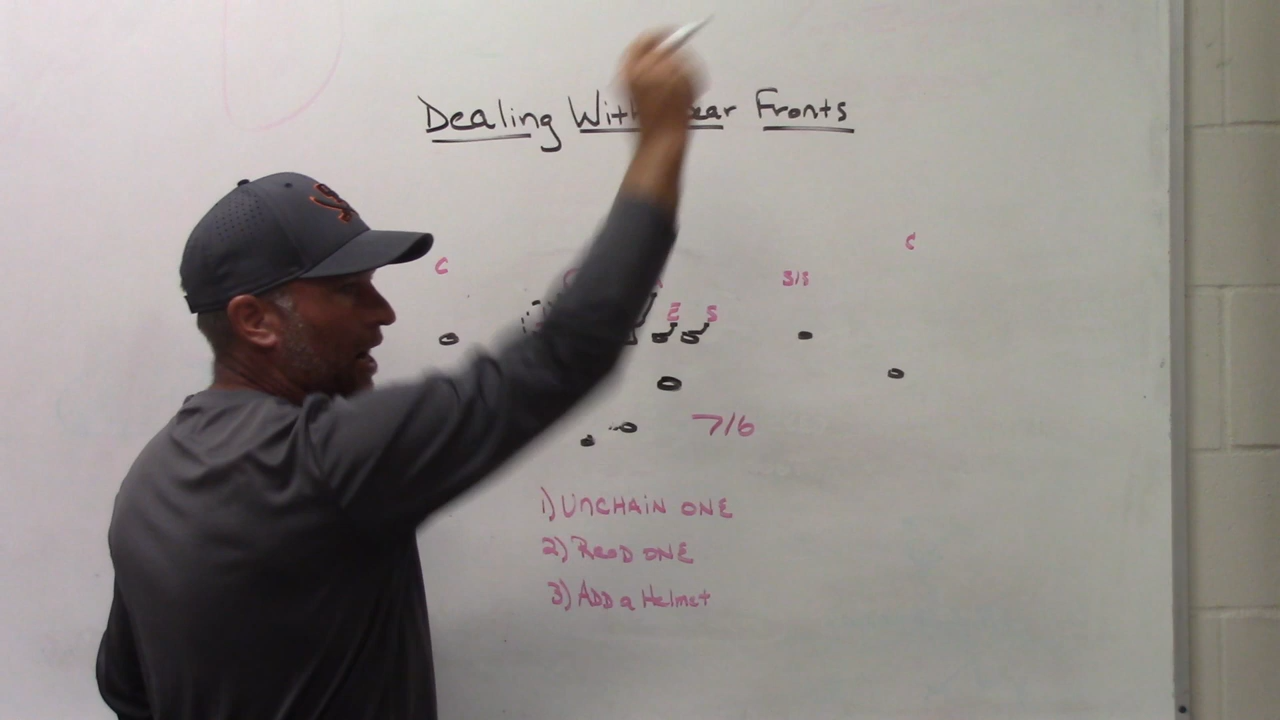 Dealing With ear Fronts
C
C
S/s
E S
7/6
1) UnCHAIN ONE
2) ReaD ONE
3) ADD a Helmet